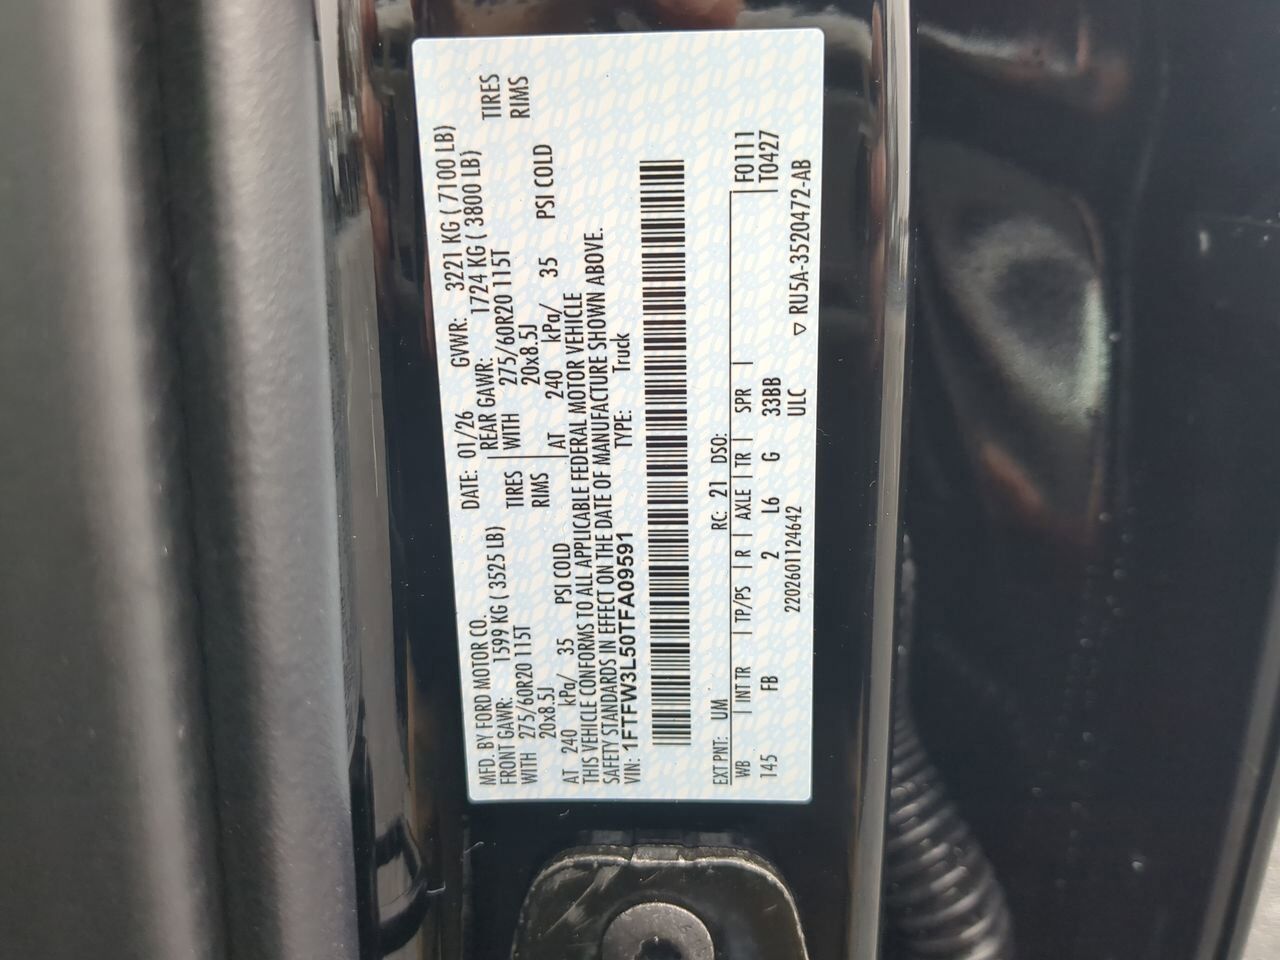 MFD. BY FORD MOTOR CO.
DATE: 01/26 GVWR: 3221 KG ( 7100 LB)
FRONT GAWR: 1599 KG ( 3525 LB) REAR GAWR: 1724 KG ( 3800 LB)
WITH 275/60R20 115T TIRES WITH 275/60R20 115T TIRES
20x8.5J RIMS 20x8.5J RIMS
AT 240 kPa/ 35 PSI COLD AT 240 kPa/ 35 PSI COLD
THIS VEHICLE CONFORMS TO ALL APPLICABLE FEDERAL MOTOR VEHICLE
SAFETY STANDARDS IN EFFECT ON THE DATE OF MANUFACTURE SHOWN ABOVE.
VIN: 1FTFW3L50TFA09591 TYPE: Truck
EXT PNT: UM RC: 21 DSO: F0111
WB | INT TR | TP/PS | R | AXLE | TR | SPR | T0427
145 FB 2 L6 G 33BB
2202601124642 ULC ▽ RU5A-3520472-AB